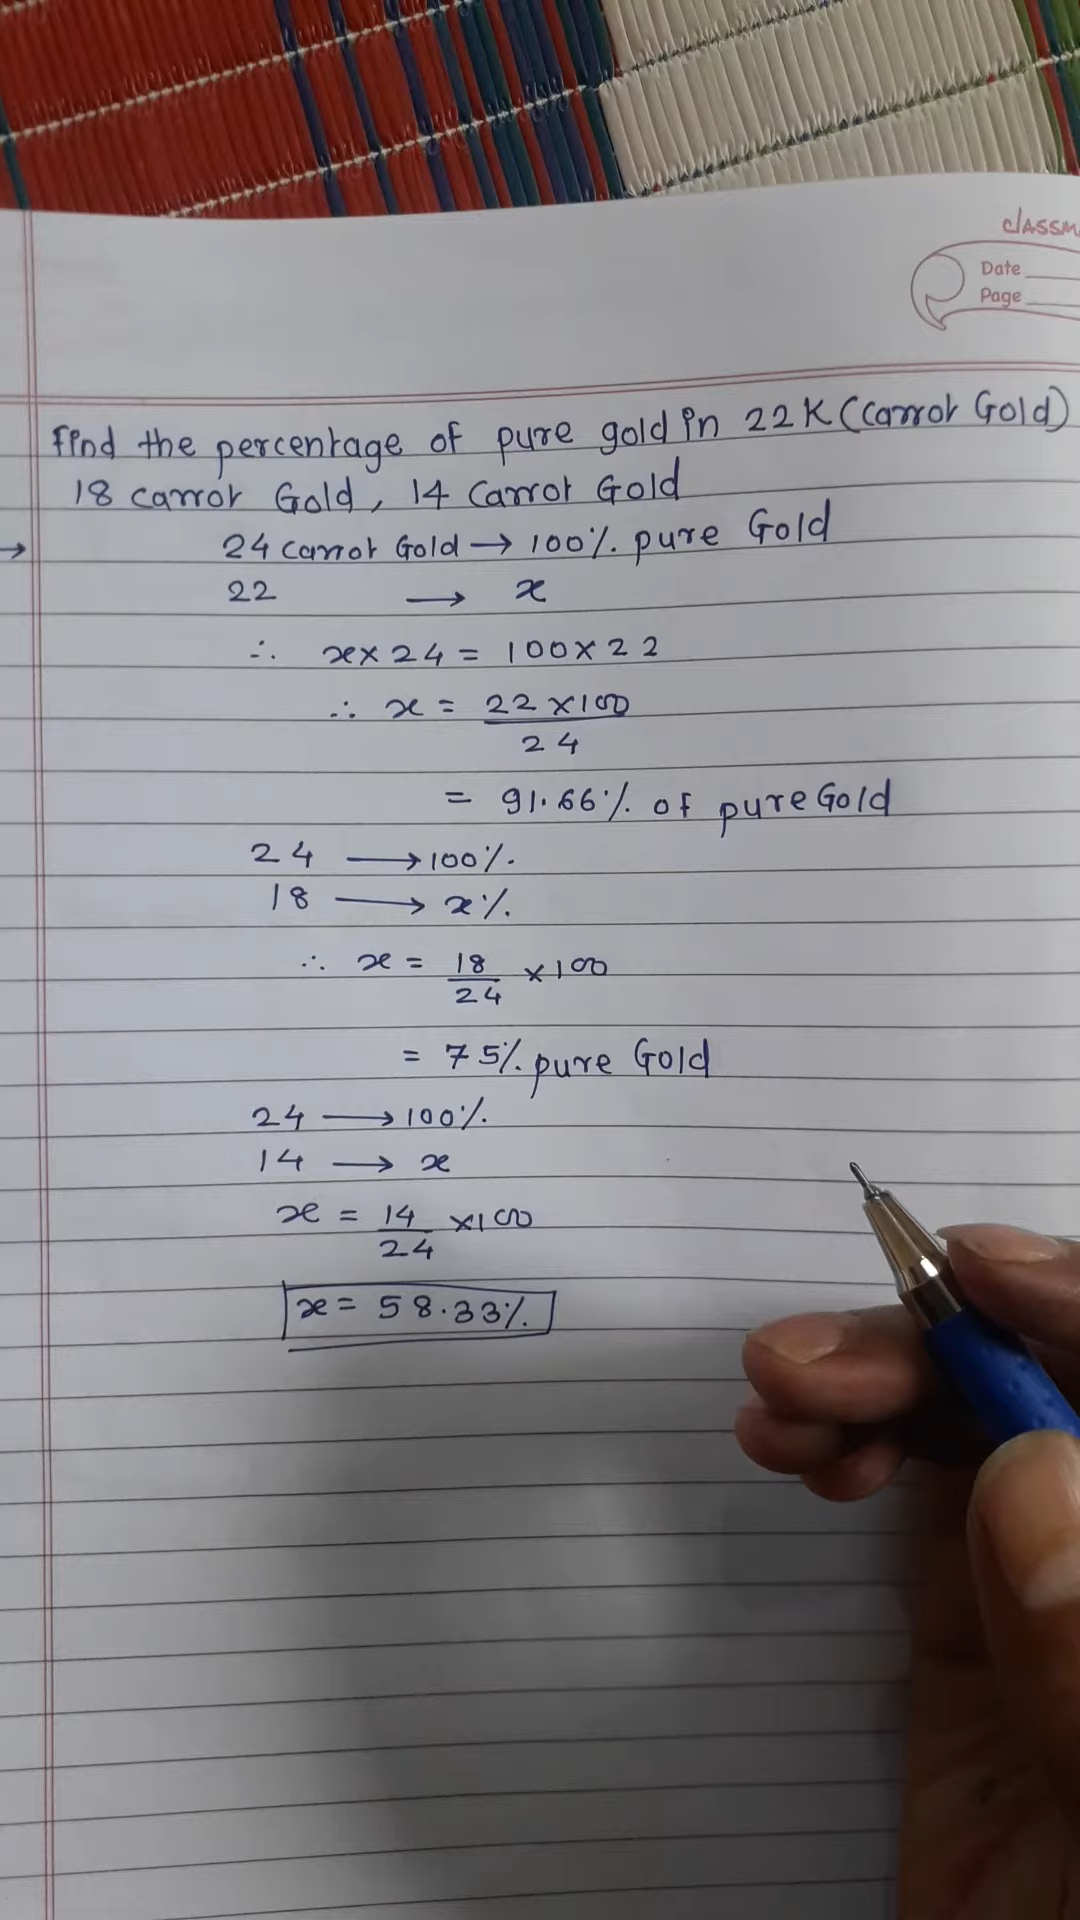 classm
Date
Page
Find the percentage of pure gold in 22K (Carrot Gold)
18 carrot Gold, 14 Carrot Gold
→ 24 carrot Gold → 100% pure Gold
22 → x
∴ x × 24 = 100 × 22
∴ x = 22 × 100
24
= 91.66% of pure Gold
24 → 100%.
18 → x%.
∴ x = 18/24 × 100
= 75% pure Gold
24 → 100%
14 → x
x = 14/24 × 100
x = 58.33%.